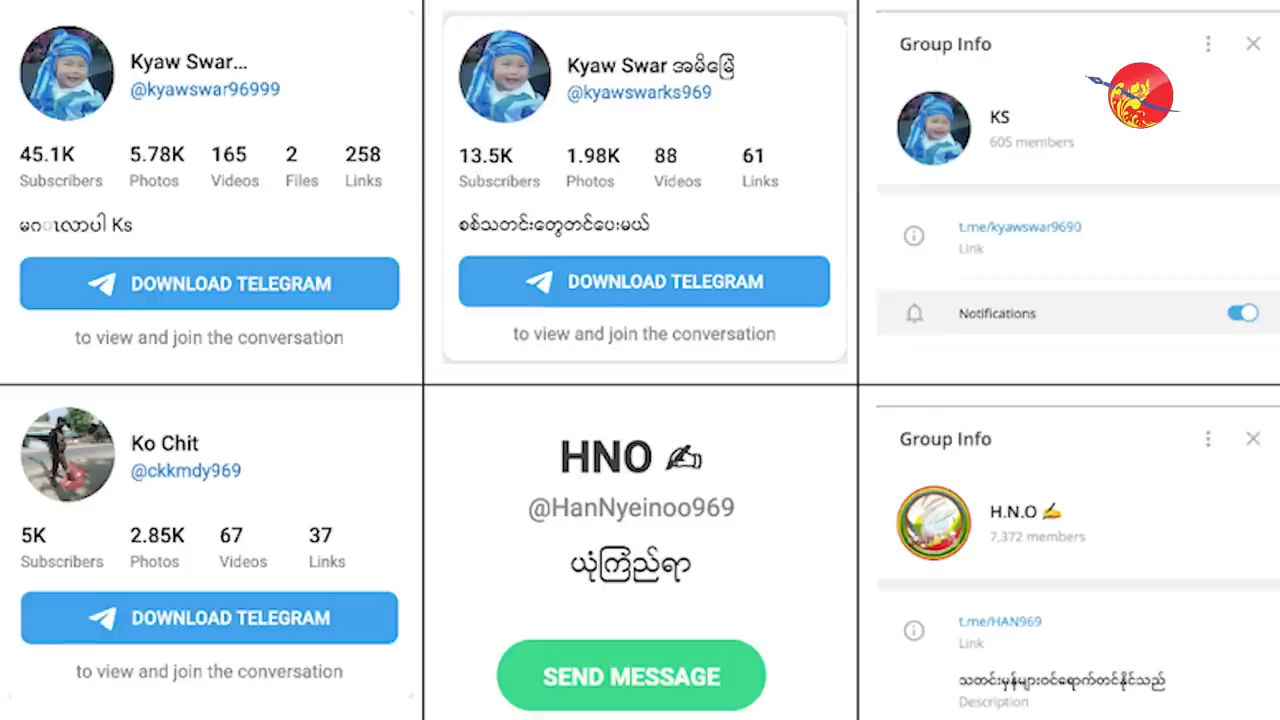 Kyaw Swar...
@kyawswar96999
45.1K 5.78K 165 2 258
Subscribers Photos Videos Files Links
Ks
DOWNLOAD TELEGRAM
to view and join the conversation
Kyaw Swar အမိမြေ
@kyawswarks969
13.5K 1.98K 88 61
Subscribers Photos Videos Links
စစ်သတင်းတွေတင်ပေးမယ်
DOWNLOAD TELEGRAM
to view and join the conversation
Group Info
KS
605 members
t.me/kyawswar9690
Link
Notifications
Ko Chit
@ckkmdy969
5K 2.85K 67 37
Subscribers Photos Videos Links
DOWNLOAD TELEGRAM
to view and join the conversation
HNO ✍
@HanNyeinoo969
ယုံကြည်ရာ
SEND MESSAGE
Group Info
H.N.O ✍
7,372 members
t.me/HAN969
Link
သတင်းမှန်များဝင်ရောက်တင်နိုင်သည်
Description